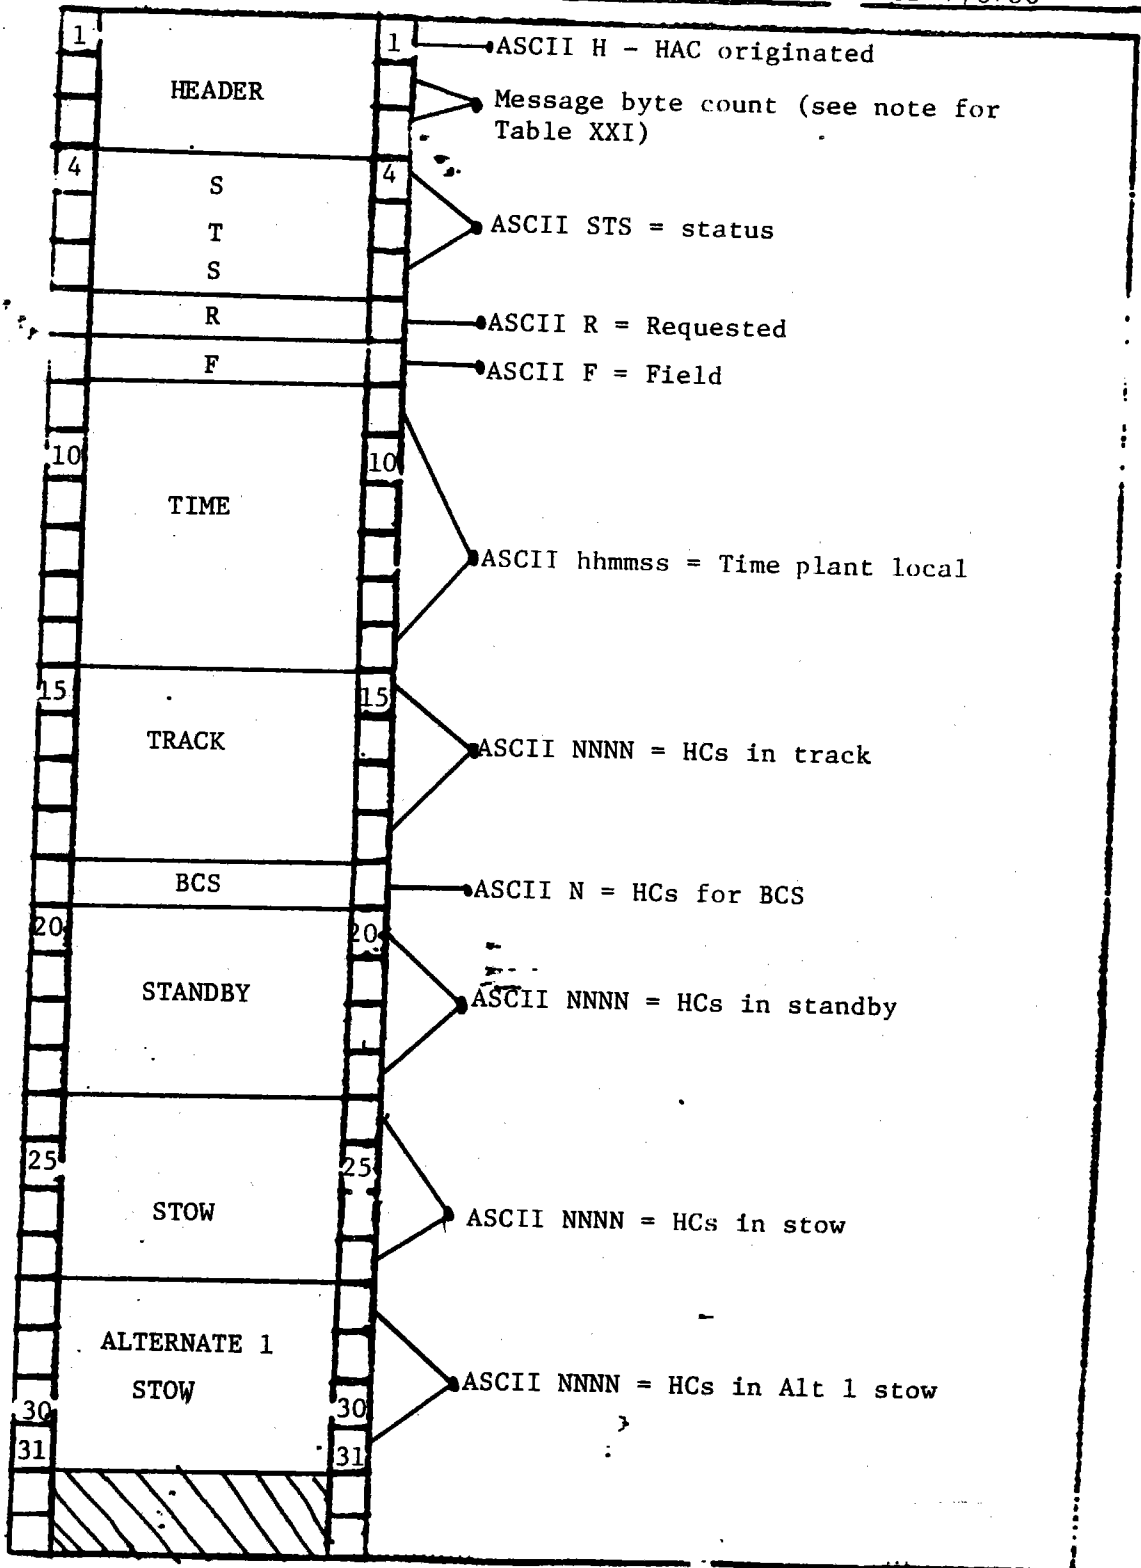 1
1
ASCII H - HAC originated
HEADER
Message byte count (see note for
Table XXI)
4
4
S
T
S
ASCII STS = status
R
ASCII R = Requested
F
ASCII F = Field
10
10
TIME
ASCII hhmmss = Time plant local
15
15
TRACK
ASCII NNNN = HCs in track
BCS
ASCII N = HCs for BCS
20
20
STANDBY
ASCII NNNN = HCs in standby
25
25
STOW
ASCII NNNN = HCs in stow
ALTERNATE 1
STOW
ASCII NNNN = HCs in Alt 1 stow
30
30
31
31